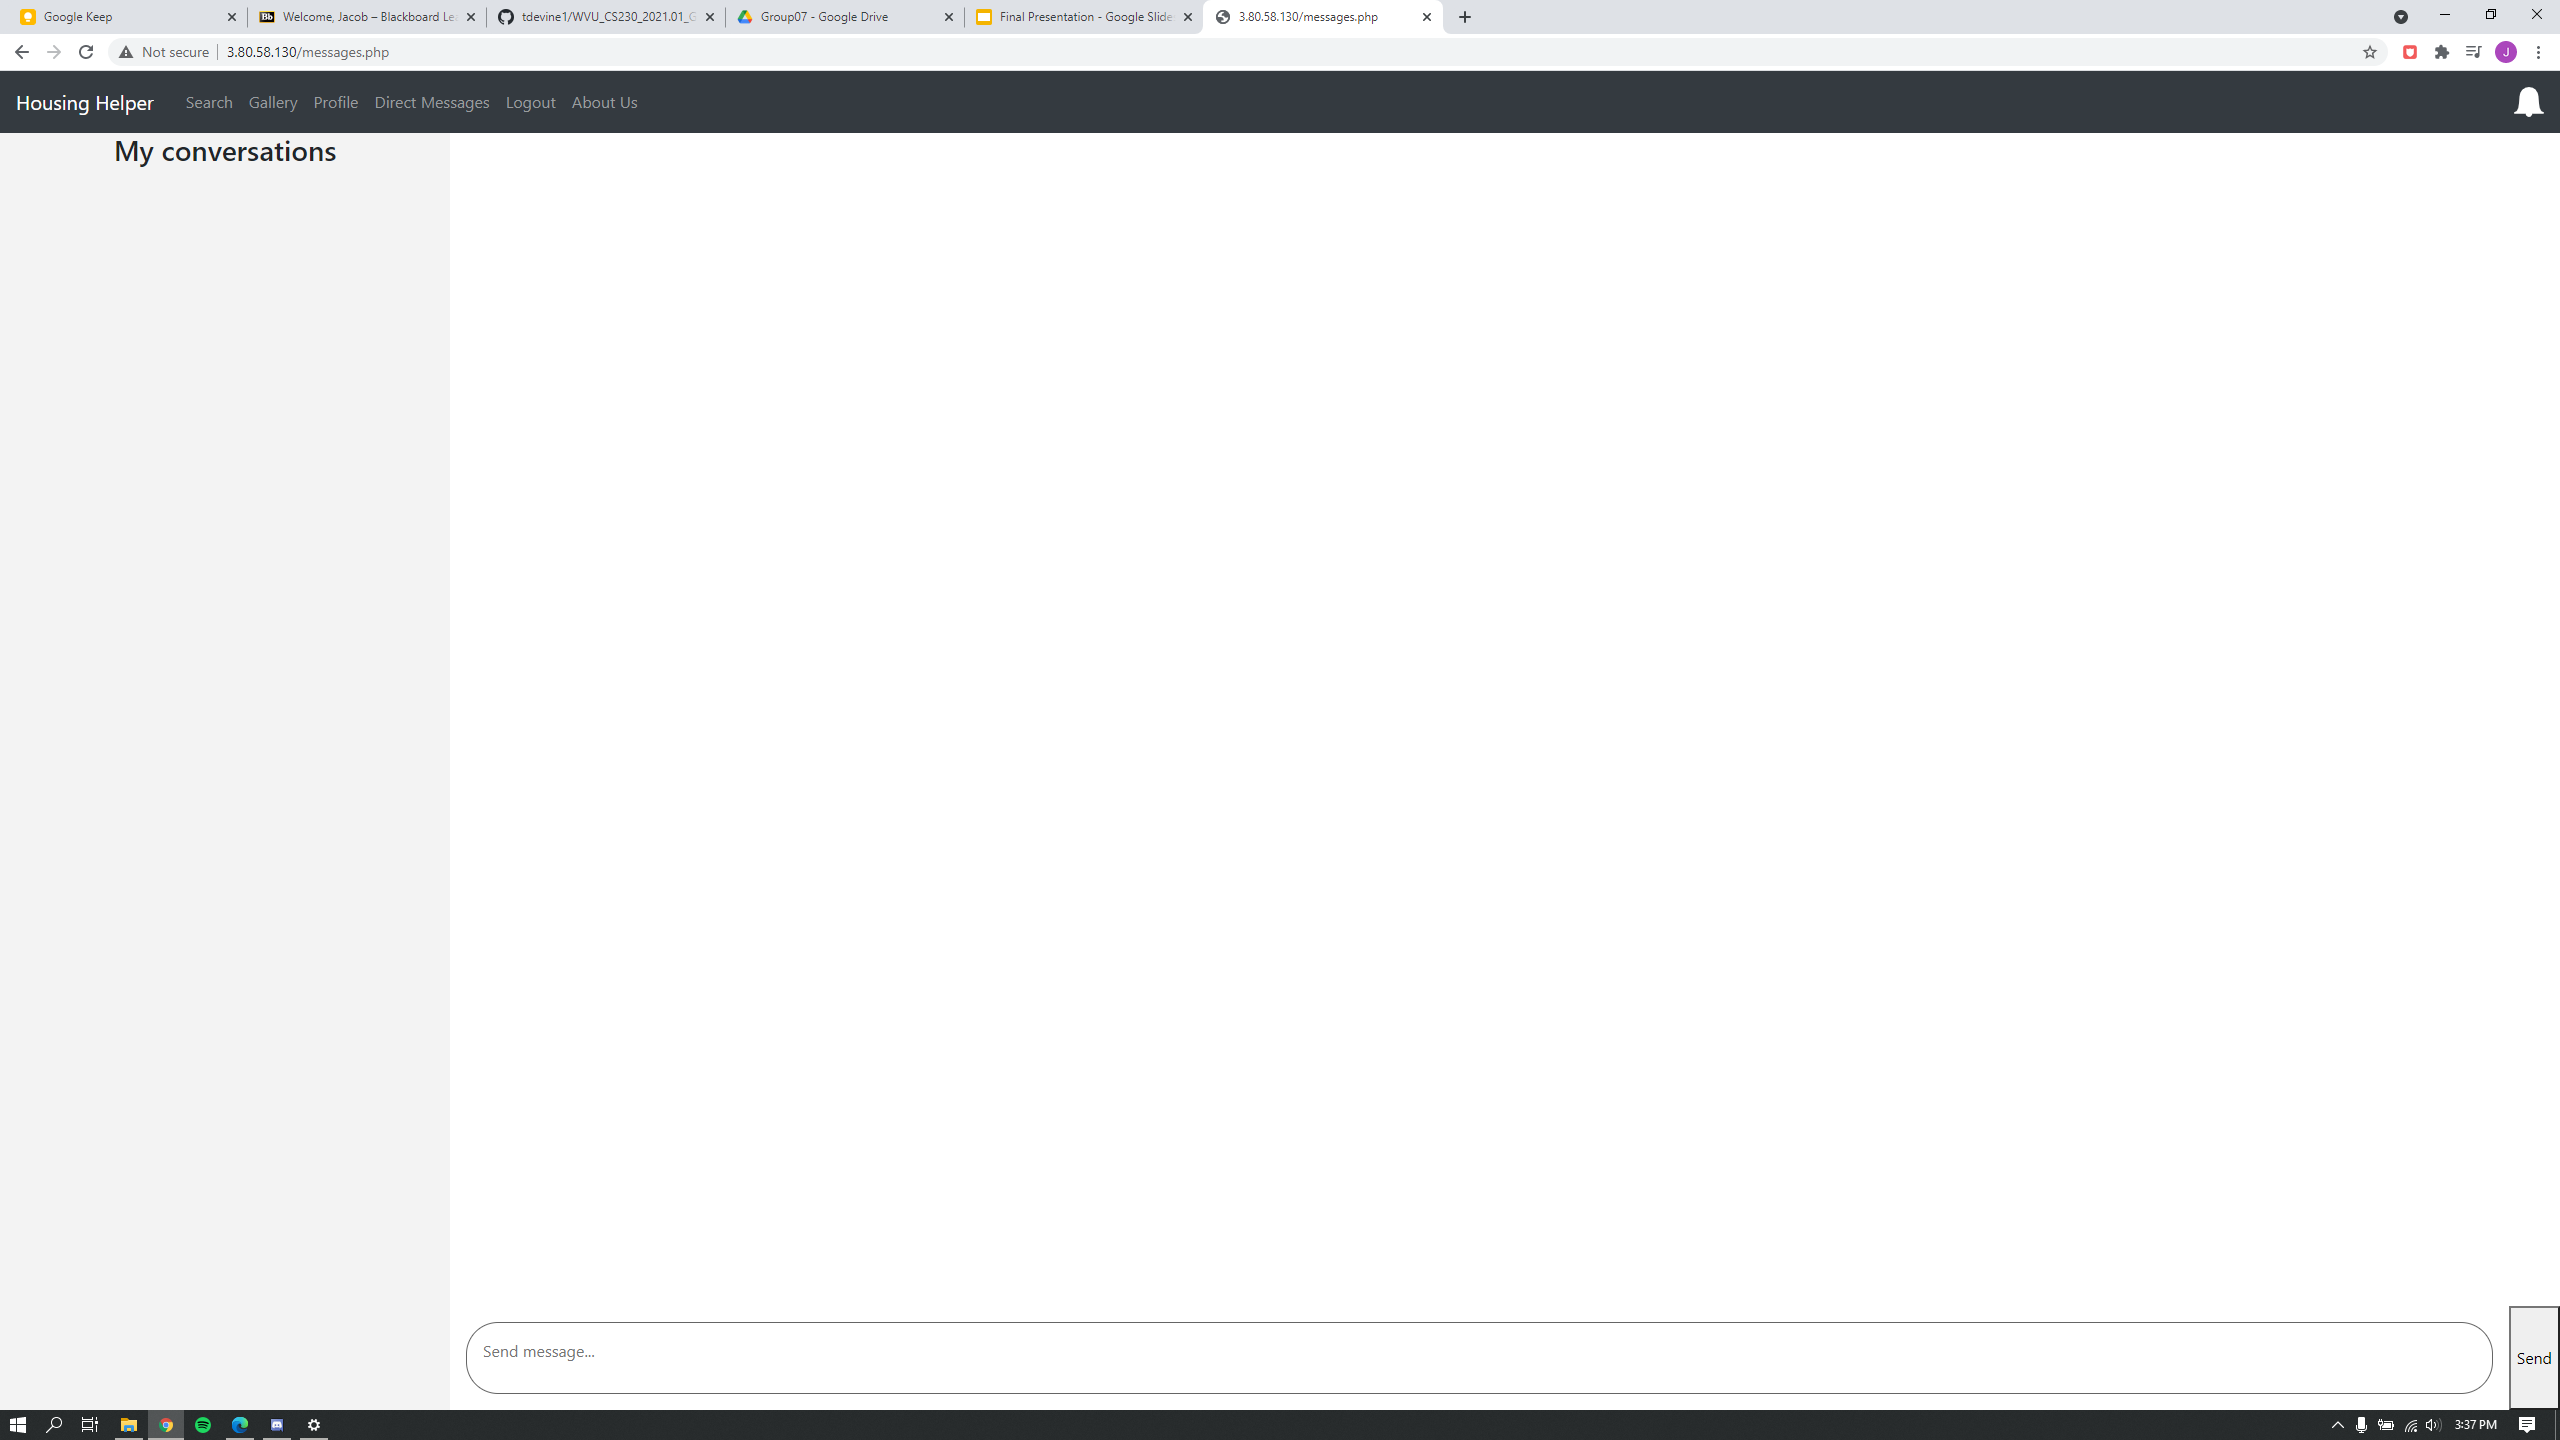 Google Keep
Welcome, Jacob – Blackboard Le
tdevine1/WVU_CS230_2021.01_G
Group07 - Google Drive
Final Presentation - Google Slide
3.80.58.130/messages.php
Not secure 3.80.58.130/messages.php
J
Housing Helper Search Gallery Profile Direct Messages Logout About Us
My conversations
Send message...
Send
3:37 PM